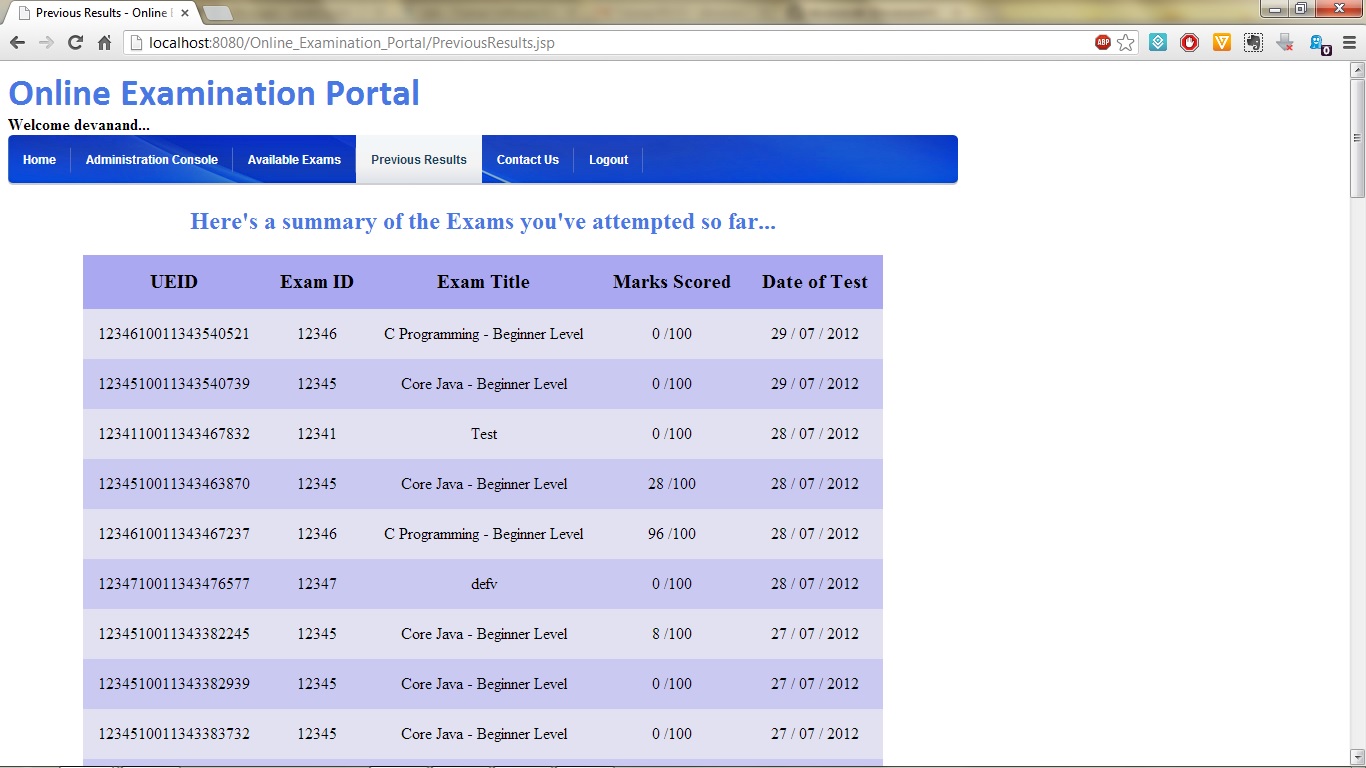 Previous Results - Online E
localhost:8080/Online_Examination_Portal/PreviousResults.jsp
ABP
0
Online Examination Portal
Welcome devanand...
Home Administration Console Available Exams Previous Results Contact Us Logout
Here's a summary of the Exams you've attempted so far...
UEID Exam ID Exam Title Marks Scored Date of Test
1234610011343540521 12346 C Programming - Beginner Level 0 /100 29 / 07 / 2012
1234510011343540739 12345 Core Java - Beginner Level 0 /100 29 / 07 / 2012
1234110011343467832 12341 Test 0 /100 28 / 07 / 2012
1234510011343463870 12345 Core Java - Beginner Level 28 /100 28 / 07 / 2012
1234610011343467237 12346 C Programming - Beginner Level 96 /100 28 / 07 / 2012
1234710011343476577 12347 defv 0 /100 28 / 07 / 2012
1234510011343382245 12345 Core Java - Beginner Level 8 /100 27 / 07 / 2012
1234510011343382939 12345 Core Java - Beginner Level 0 /100 27 / 07 / 2012
1234510011343383732 12345 Core Java - Beginner Level 0 /100 27 / 07 / 2012